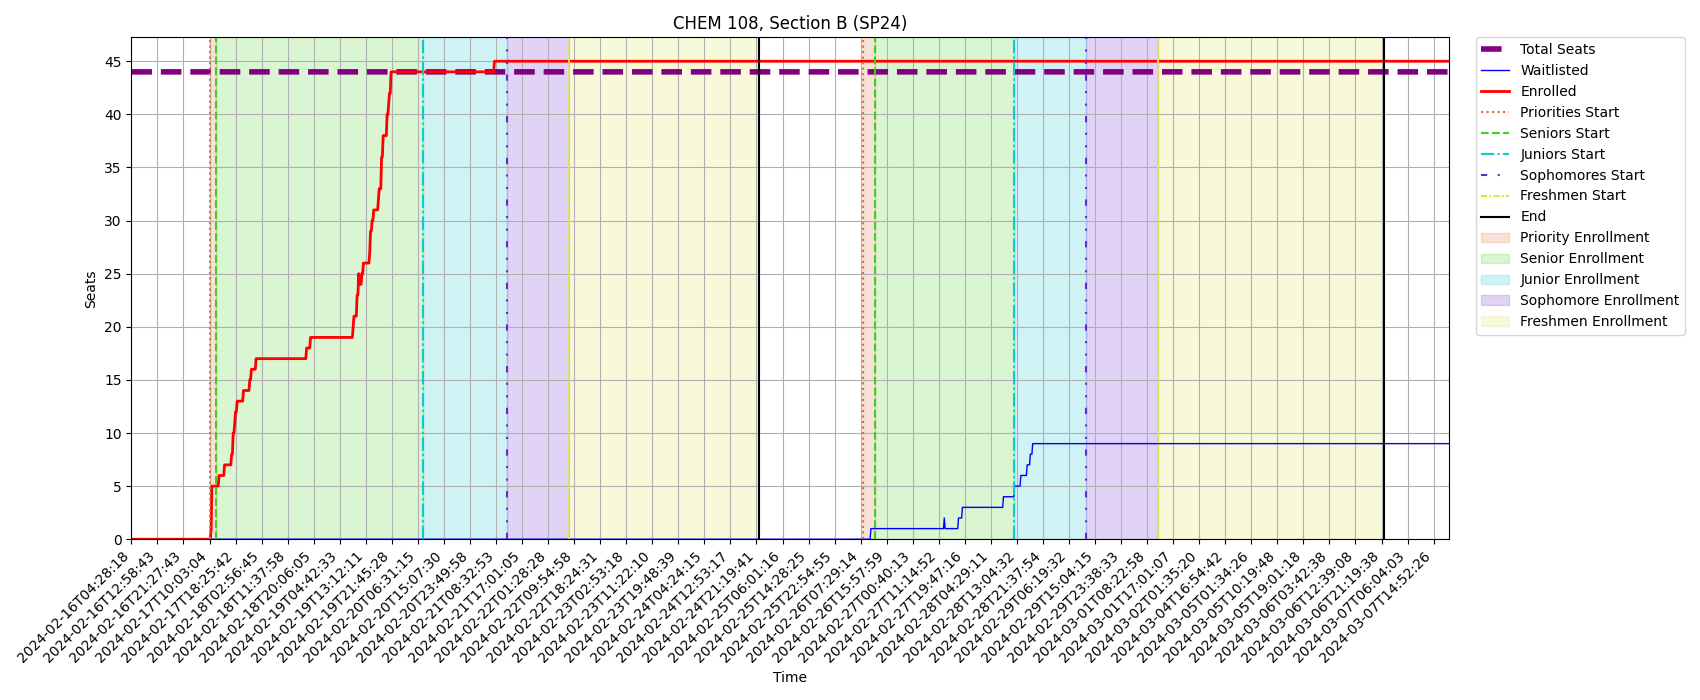 CHEM 108, Section B (SP24)
Seats
45
40
35
30
25
20
15
10
5
0
2024-02-16T04:28:18
2024-02-16T12:58:43
2024-02-16T21:27:43
2024-02-17T10:03:04
2024-02-17T18:25:42
2024-02-18T02:56:45
2024-02-18T11:37:58
2024-02-18T20:06:05
2024-02-19T04:42:33
2024-02-19T13:12:11
2024-02-19T21:45:28
2024-02-20T06:31:15
2024-02-20T15:07:30
2024-02-20T23:49:58
2024-02-21T08:32:53
2024-02-21T17:01:05
2024-02-22T01:28:28
2024-02-22T09:54:58
2024-02-22T18:24:31
2024-02-23T02:53:18
2024-02-23T11:22:10
2024-02-23T19:48:39
2024-02-24T04:24:15
2024-02-24T12:53:17
2024-02-24T21:19:41
2024-02-25T06:01:16
2024-02-25T14:28:25
2024-02-25T22:54:55
2024-02-26T07:29:14
2024-02-26T15:57:59
2024-02-27T00:40:13
2024-02-27T11:14:52
2024-02-27T19:47:16
2024-02-28T04:29:11
2024-02-28T13:04:32
2024-02-28T21:37:54
2024-02-29T06:19:32
2024-02-29T15:04:15
2024-02-29T23:38:33
2024-03-01T08:22:58
2024-03-01T17:01:07
2024-03-02T01:35:20
2024-03-04T16:54:42
2024-03-05T01:34:26
2024-03-05T10:19:48
2024-03-05T19:01:18
2024-03-06T03:42:38
2024-03-06T12:39:08
2024-03-06T21:19:38
2024-03-07T06:04:03
2024-03-07T14:52:26
Time
Total Seats
Waitlisted
Enrolled
Priorities Start
Seniors Start
Juniors Start
Sophomores Start
Freshmen Start
End
Priority Enrollment
Senior Enrollment
Junior Enrollment
Sophomore Enrollment
Freshmen Enrollment